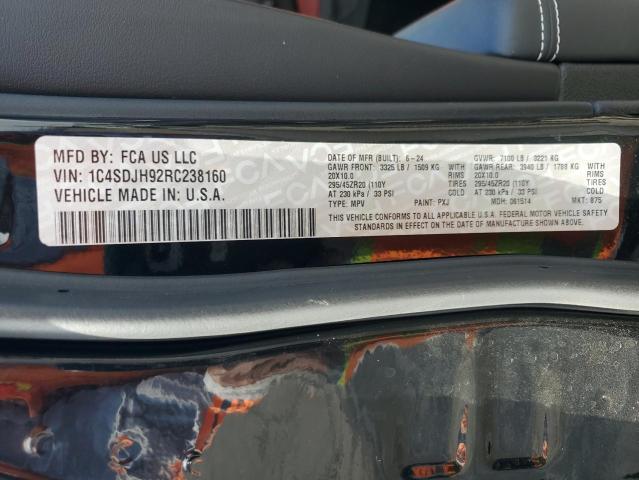 MFD BY: FCA US LLC
VIN: 1C4SDJH92RC238160
VEHICLE MADE IN: U.S.A.
DATE OF MFR (BUILT): 6-24 GVWR: 7100 LB / 3221 KG
GAWR FRONT: 3325 LB / 1509 KG GAWR REAR: 3940 LB / 1788 KG
20X10.0 TIRES 20X10.0 TIRES
295/45ZR20 (110Y COLD 295/45ZR20 (110Y COLD
AT 230 kPa / 33 PSI AT 230 kPa / 33 PSI
THIS VEHICLE CONFORMS TO ALL APPLICABLE U.S.A. FEDERAL MOTOR VEHICLE SAFETY
STANDARDS IN EFFECT ON THE DATE OF MANUFACTURE SHOWN ABOVE.
TYPE: MPV PAINT: PXJ MDH: 061514 MKT: 875